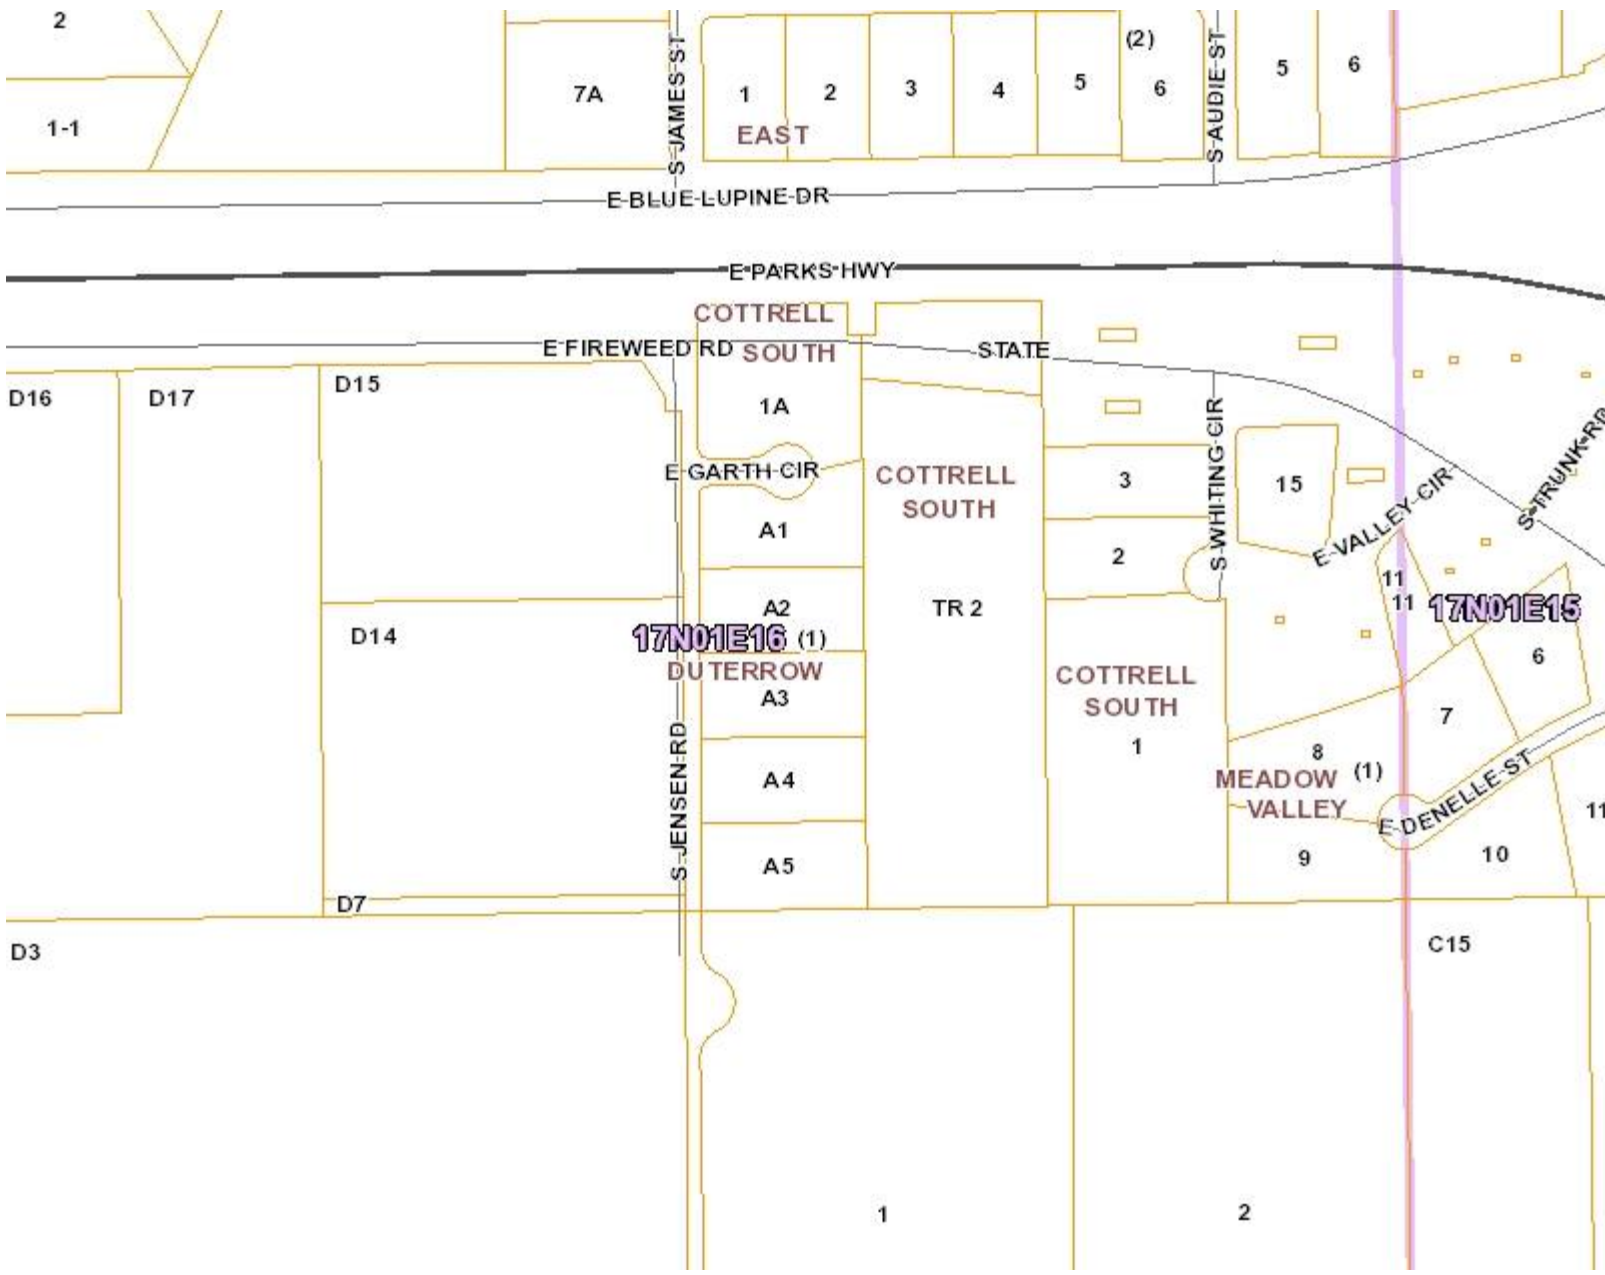 2
1-1
7A
S JAMES ST
1
2
3
4
5
(2)
6
EAST
S AUDIE ST
5
6
E BLUE LUPINE DR
E PARKS HWY
COTTRELL
SOUTH
E FIREWEED RD
STATE
D16
D17
D15
1A
E GARTH CIR
COTTRELL
SOUTH
3
S WHITING CIR
15
E VALLEY CIR
S TRUNK RD
A1
2
11
11
17N01E15
A2
TR 2
D14
17N01E16
(1)
DUTERROW
A3
COTTRELL
SOUTH
1
6
7
8
(1)
MEADOW
VALLEY
S JENSEN RD
A4
E DENELLE ST
11
A5
9
10
D7
D3
C15
1
2